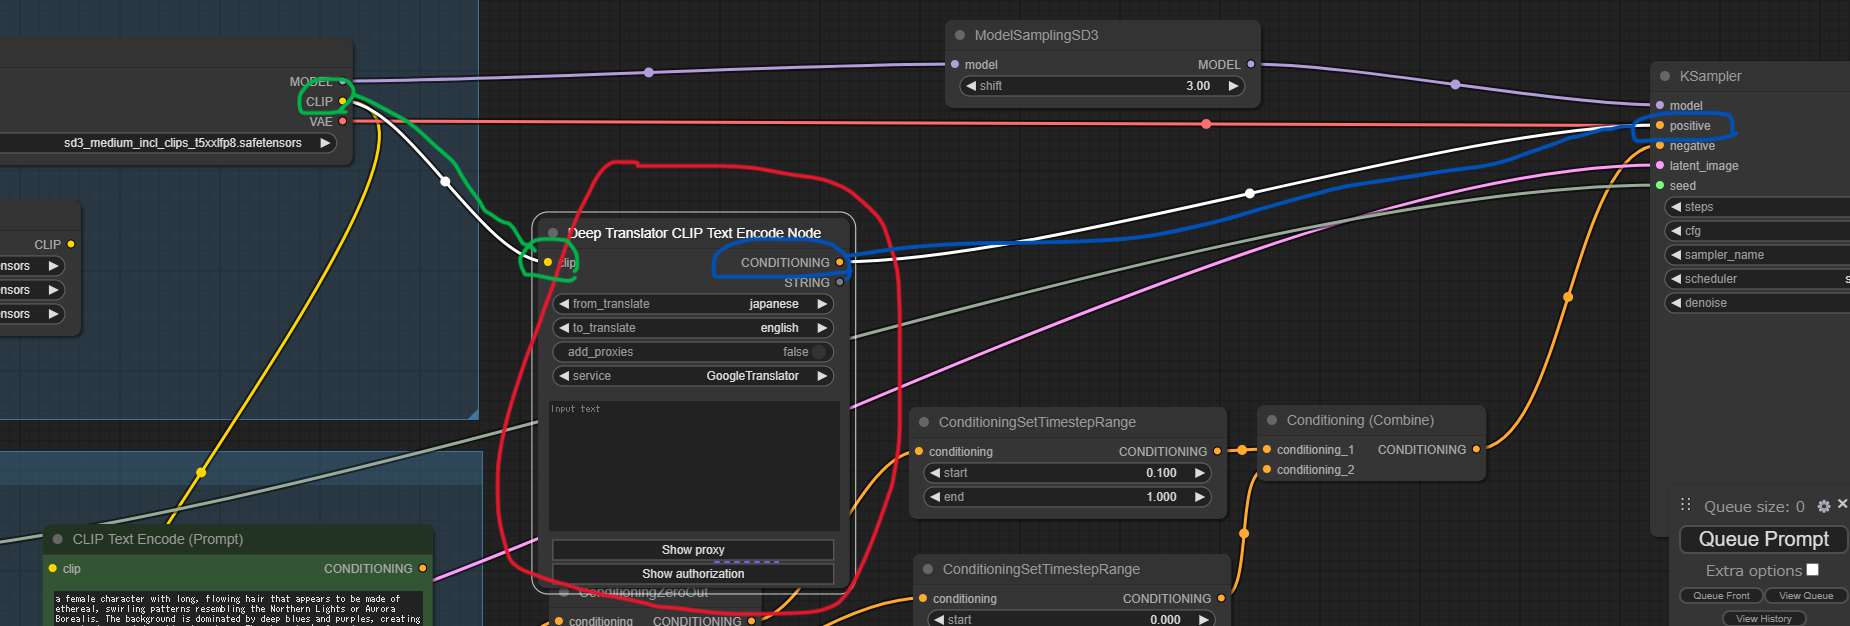 MODEL
CLIP
VAE
sd3_medium_incl_clips_t5xxlfp8.safetensors
CLIP
ensors
ensors
ensors
ModelSamplingSD3
model MODEL
shift 3.00
KSampler
model
positive
negative
latent_image
seed
steps
cfg
sampler_name
scheduler s
denoise
Deep Translator CLIP Text Encode Node
clip CONDITIONING
STRING
from_translate japanese
to_translate english
add_proxies false
service GoogleTranslator
Input text
Show proxy
Show authorization
ConditioningZeroOut
conditioning CONDITIONING
ConditioningSetTimestepRange
conditioning CONDITIONING
start 0.100
end 1.000
Conditioning (Combine)
conditioning_1 CONDITIONING
conditioning_2
ConditioningSetTimestepRange
conditioning CONDITIONING
start 0.000
CLIP Text Encode (Prompt)
clip CONDITIONING
a female character with long, flowing hair that appears to be made of
ethereal, swirling patterns resembling the Northern Lights or Aurora
Borealis. The background is dominated by deep blues and purples, creating
Queue size: 0
Queue Prompt
Extra options
Queue Front View Queue
View History